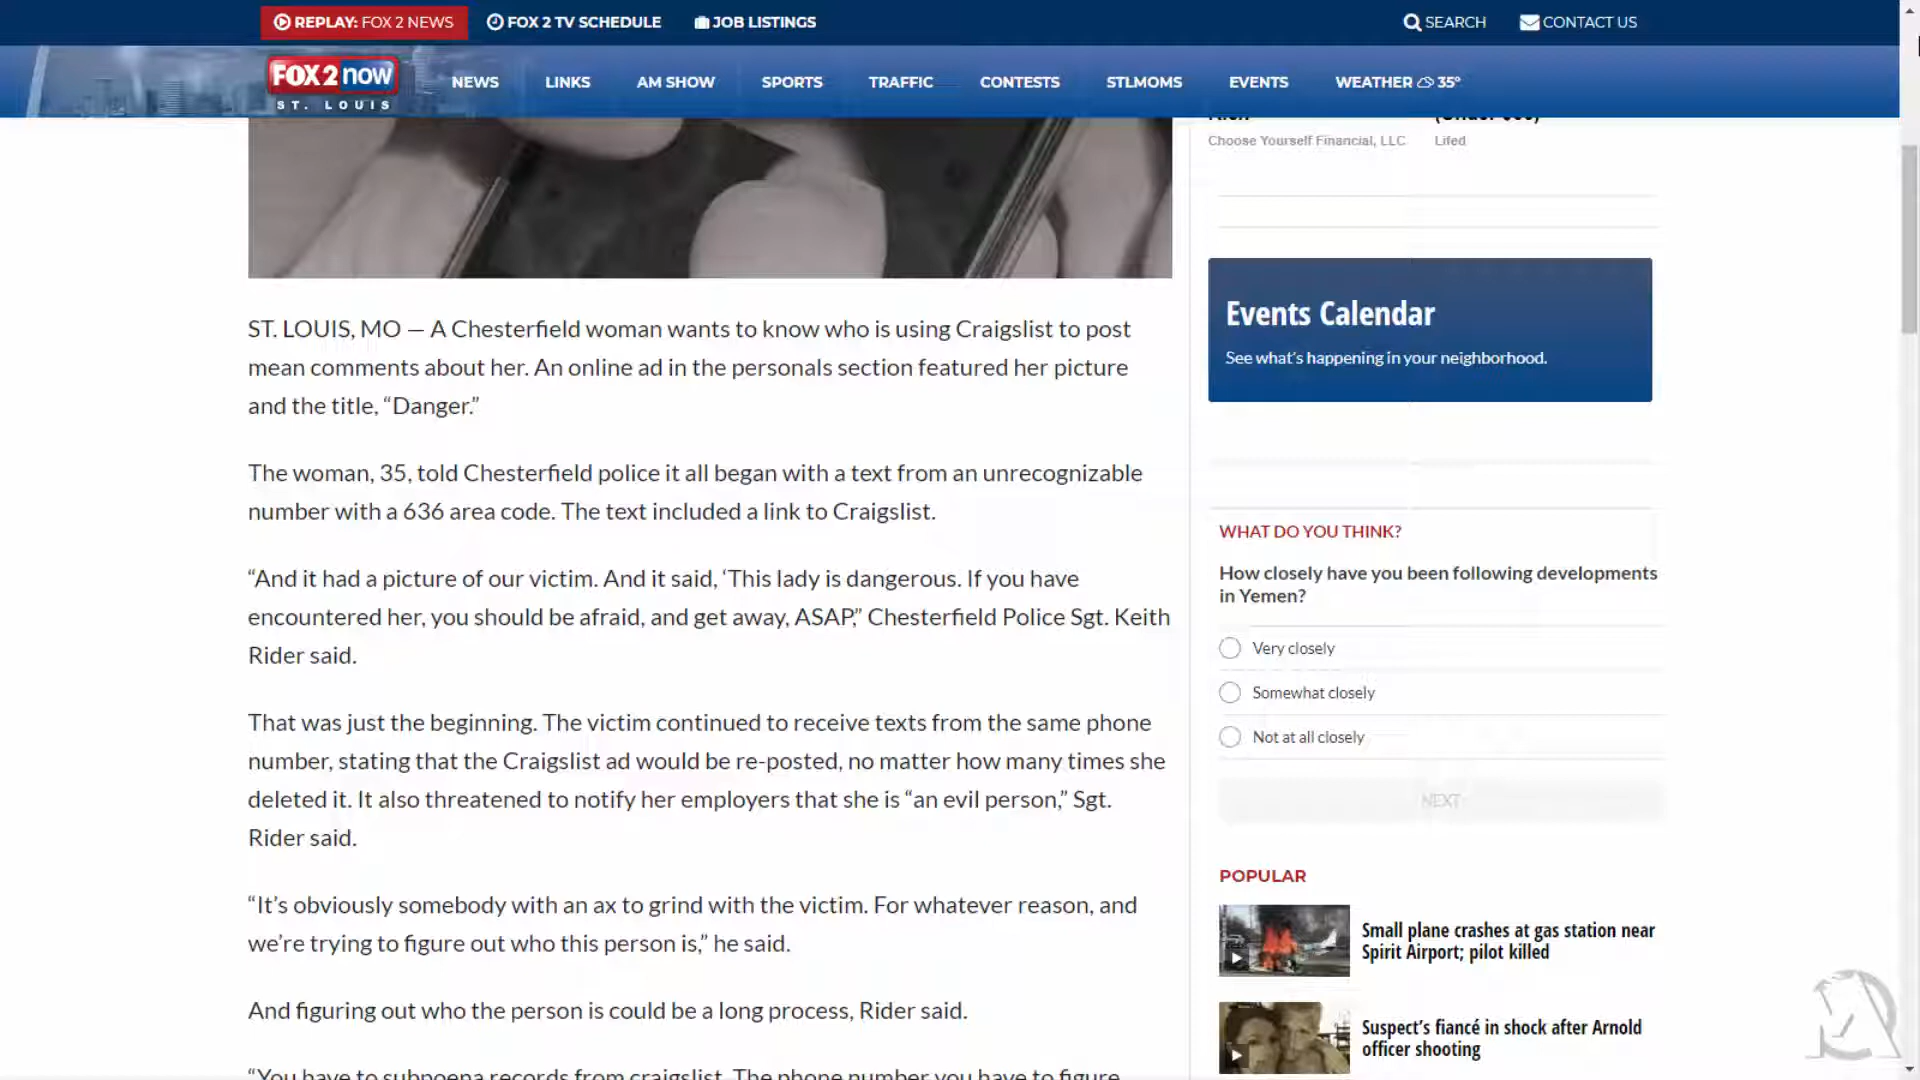 REPLAY: FOX 2 NEWS
FOX 2 TV SCHEDULE
JOB LISTINGS
SEARCH
CONTACT US
FOX 2 now
ST. LOUIS
NEWS
LINKS
AM SHOW
SPORTS
TRAFFIC
CONTESTS
STLMOMS
EVENTS
WEATHER 35°
Choose Yourself Financial, LLC
Lifed
ST. LOUIS, MO — A Chesterfield woman wants to know who is using Craigslist to post
mean comments about her. An online ad in the personals section featured her picture
and the title, “Danger.”
The woman, 35, told Chesterfield police it all began with a text from an unrecognizable
number with a 636 area code. The text included a link to Craigslist.
“And it had a picture of our victim. And it said, ‘This lady is dangerous. If you have
encountered her, you should be afraid, and get away, ASAP,” Chesterfield Police Sgt. Keith
Rider said.
That was just the beginning. The victim continued to receive texts from the same phone
number, stating that the Craigslist ad would be re-posted, no matter how many times she
deleted it. It also threatened to notify her employers that she is “an evil person,” Sgt.
Rider said.
“It’s obviously somebody with an ax to grind with the victim. For whatever reason, and
we’re trying to figure out who this person is,” he said.
And figuring out who the person is could be a long process, Rider said.
“You have to subpoena records from craigslist. The phone number you have to figure
Events Calendar
See what's happening in your neighborhood.
WHAT DO YOU THINK?
How closely have you been following developments
in Yemen?
Very closely
Somewhat closely
Not at all closely
NEXT
POPULAR
Small plane crashes at gas station near
Spirit Airport; pilot killed
Suspect’s fiancé in shock after Arnold
officer shooting